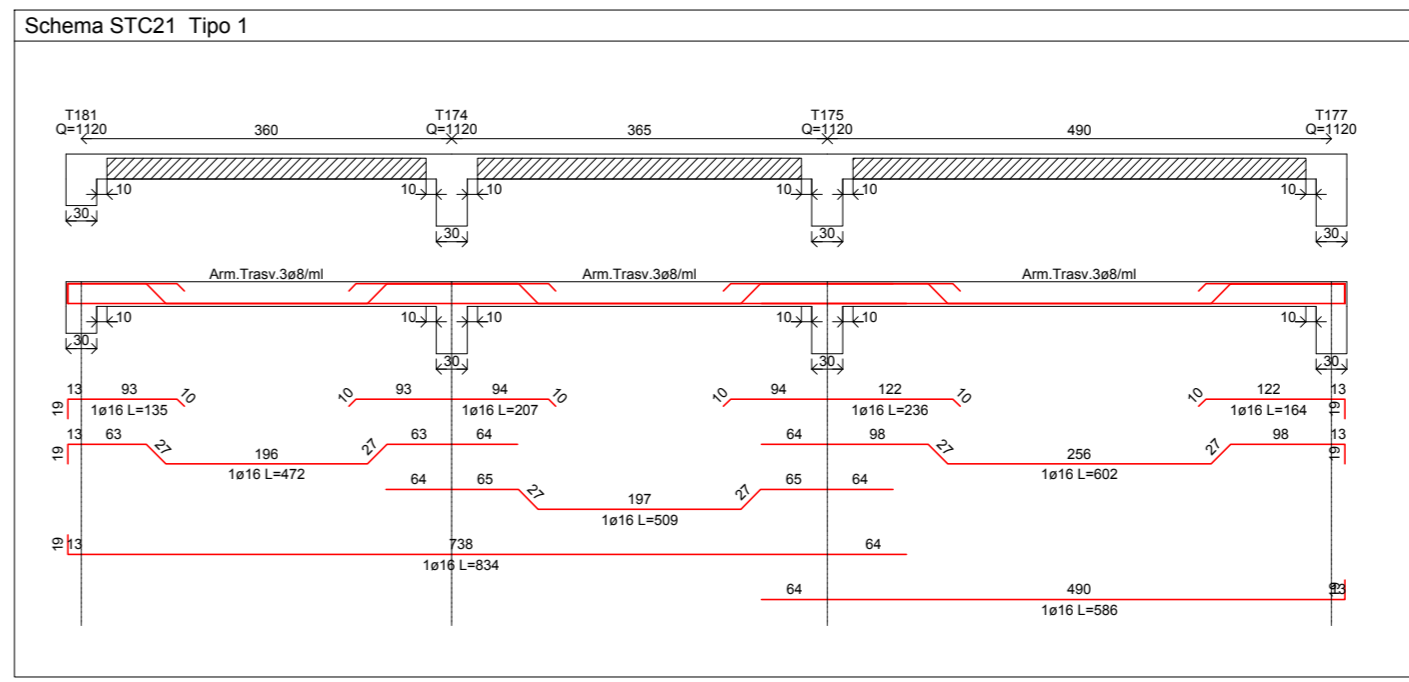 Schema STC21 Tipo 1
T181 T174 T175 T177
Q=1120 360 Q=1120 365 Q=1120 490 Q=1120
10 10 10 10 10 10
30 30 30 30
Arm.Trasv.3ø8/ml Arm.Trasv.3ø8/ml Arm.Trasv.3ø8/ml
10 10 10 10 10 10
30 30 30 30
13 93 10 10 93 94 10 10 94 122 10 10 122 13
19 1ø16 L=135 1ø16 L=207 1ø16 L=236 1ø16 L=164 19
13 63 27 196 27 63 64 64 98 27 256 27 98 13
19 1ø16 L=472 1ø16 L=602 19
64 65 27 197 27 65 64
1ø16 L=509
19 13 738 64
1ø16 L=834
64 490 13
1ø16 L=586